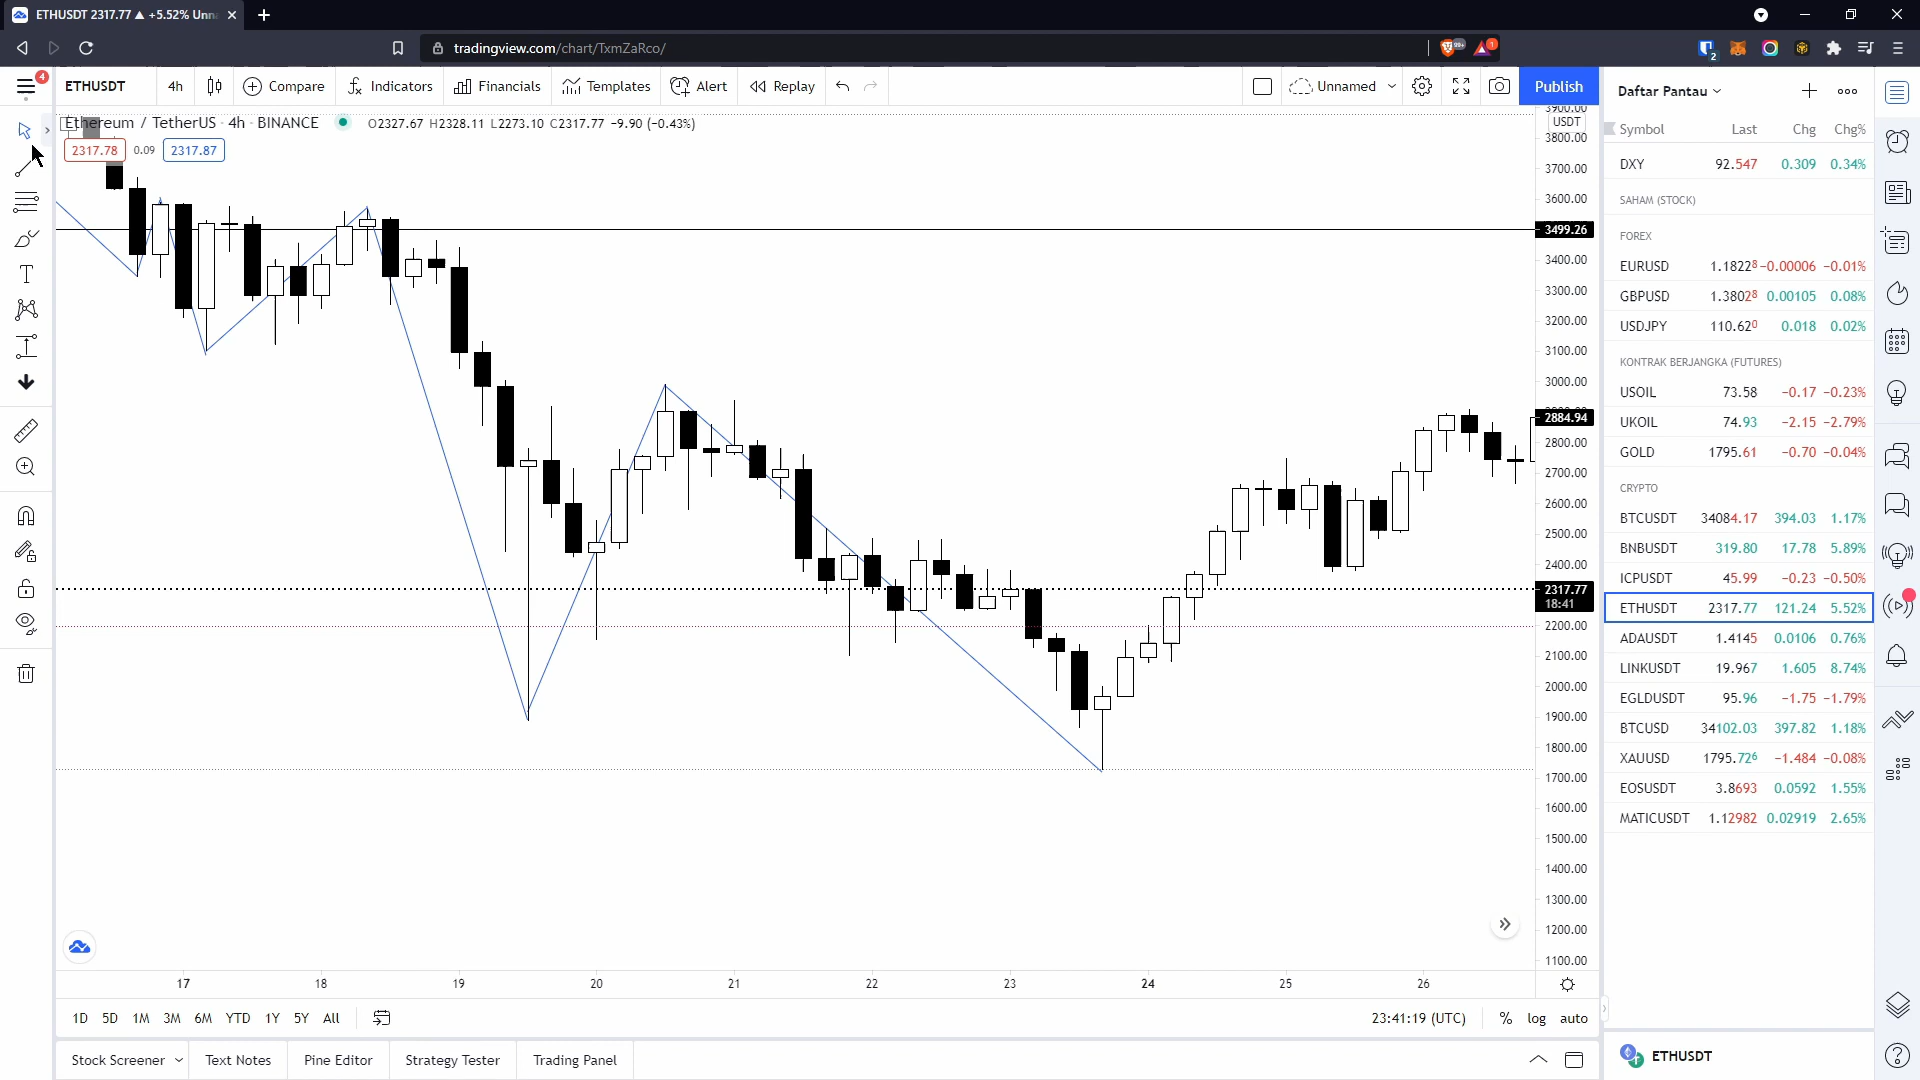 ETHUSDT 2317.77 ▲ +5.52% Unn
tradingview.com/chart/TxmZaRco/
99+
1
2
4
ETHUSDT 4h Compare Indicators Financials Templates Alert Replay Unnamed Publish
Ethereum / TetherUS · 4h · BINANCE O2327.67 H2328.11 L2273.10 C2317.77 −9.90 (−0.43%)
2317.78 0.09 2317.87
3900.00
USDT
3800.00
3700.00
3600.00
3499.26
3400.00
3300.00
3200.00
3100.00
3000.00
2884.94
2800.00
2700.00
2600.00
2500.00
2400.00
2317.77
18:41
2200.00
2100.00
2000.00
1900.00
1800.00
1700.00
1600.00
1500.00
1400.00
1300.00
1200.00
1100.00
17 18 19 20 21 22 23 24 25 26
1D 5D 1M 3M 6M YTD 1Y 5Y All 23:41:19 (UTC) % log auto
Stock Screener Text Notes Pine Editor Strategy Tester Trading Panel
Daftar Pantau
Symbol Last Chg Chg%
DXY 92.547 0.309 0.34%
SAHAM (STOCK)
FOREX
EURUSD 1.18228 −0.00006 −0.01%
GBPUSD 1.38028 0.00105 0.08%
USDJPY 110.620 0.018 0.02%
KONTRAK BERJANGKA (FUTURES)
USOIL 73.58 −0.17 −0.23%
UKOIL 74.93 −2.15 −2.79%
GOLD 1795.61 −0.70 −0.04%
CRYPTO
BTCUSDT 34084.17 394.03 1.17%
BNBUSDT 319.80 17.78 5.89%
ICPUSDT 45.99 −0.23 −0.50%
ETHUSDT 2317.77 121.24 5.52%
ADAUSDT 1.4145 0.0106 0.76%
LINKUSDT 19.967 1.605 8.74%
EGLDUSDT 95.96 −1.75 −1.79%
BTCUSD 34102.03 397.82 1.18%
XAUUSD 1795.726 −1.484 −0.08%
EOSUSDT 3.8693 0.0592 1.55%
MATICUSDT 1.12982 0.02919 2.65%
ETHUSDT